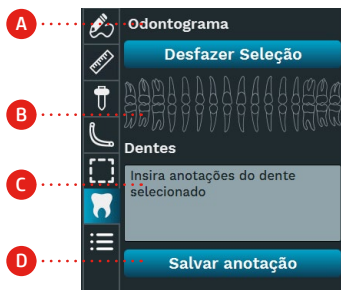 A
Odontograma
Desfazer Seleção
B
Dentes
C
Insira anotações do dente
selecionado
D
Salvar anotação